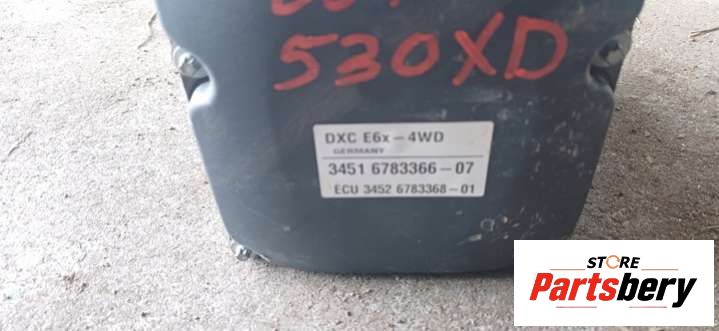 530XD
DXC E6x-4WD
GERMANY
3451 6783366-07
ECU 3452 6783368-01
STORE
Partsbery